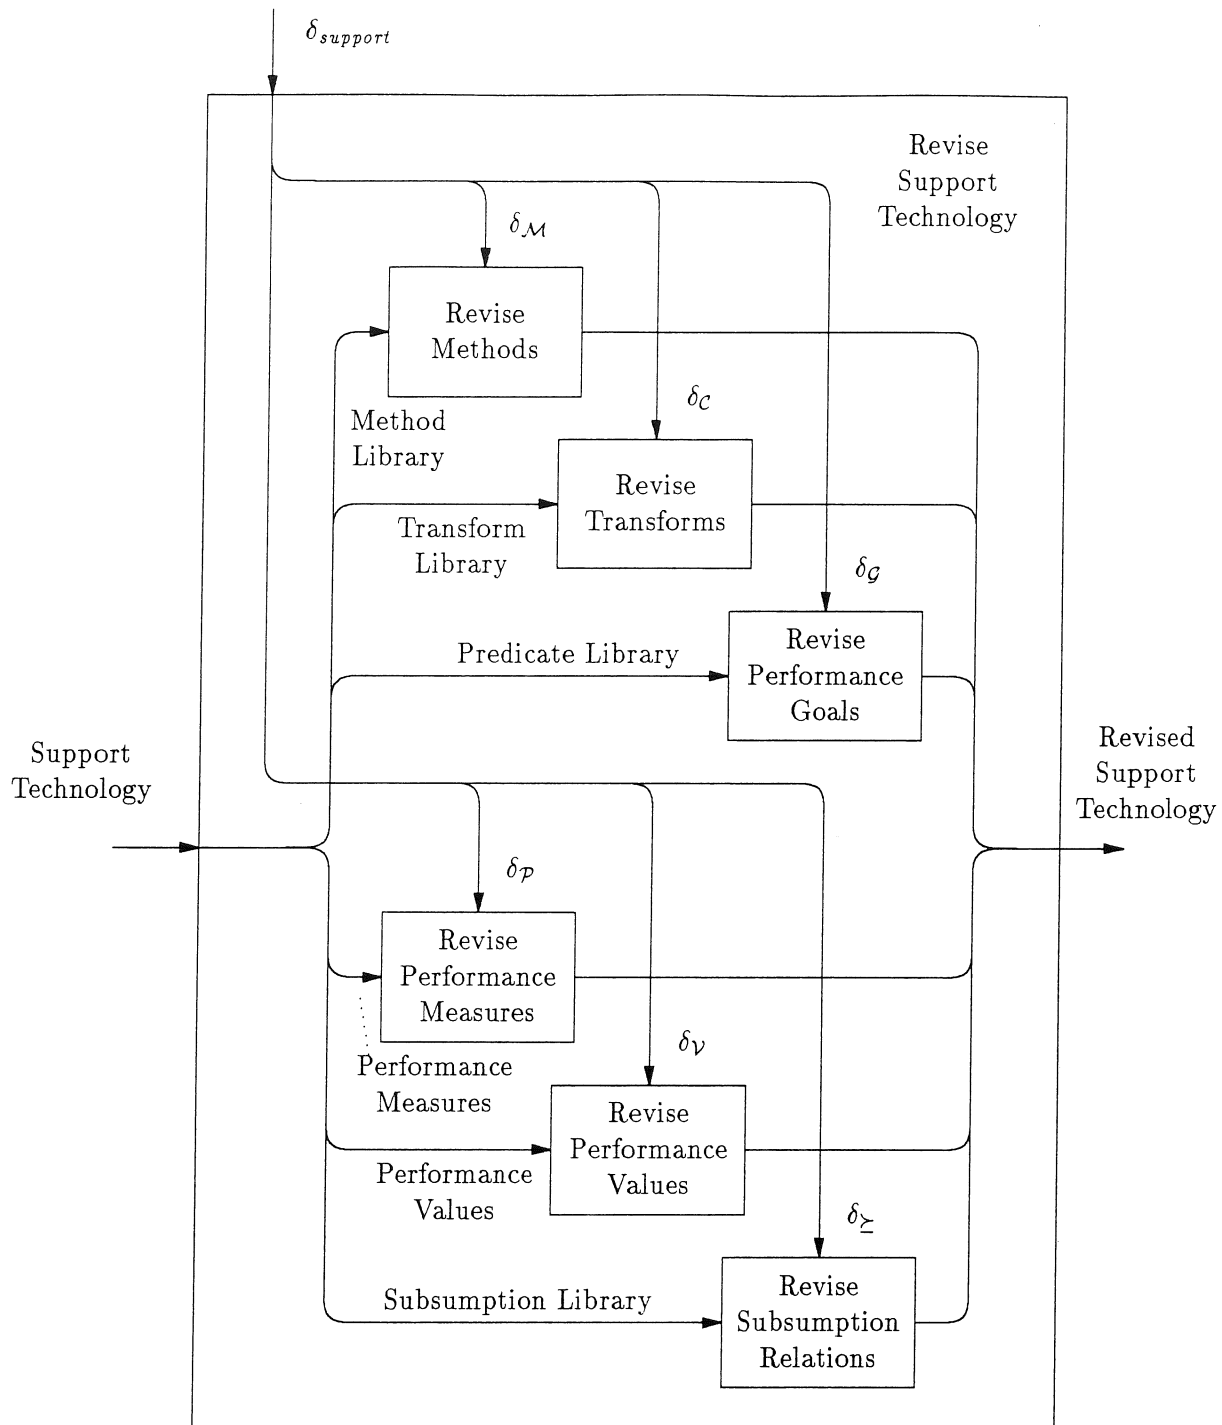 δ_support
Revise
Support
Technology
δ_ℳ
Revise
Methods
Method
Library
δ_𝒞
Revise
Transforms
Transform
Library
δ_𝒢
Predicate Library
Revise
Performance
Goals
Support
Technology
Revised
Support
Technology
δ_𝒫
Revise
Performance
Measures
Performance
Measures
δ_𝒱
Revise
Performance
Values
Performance
Values
δ_⪰
Subsumption Library
Revise
Subsumption
Relations